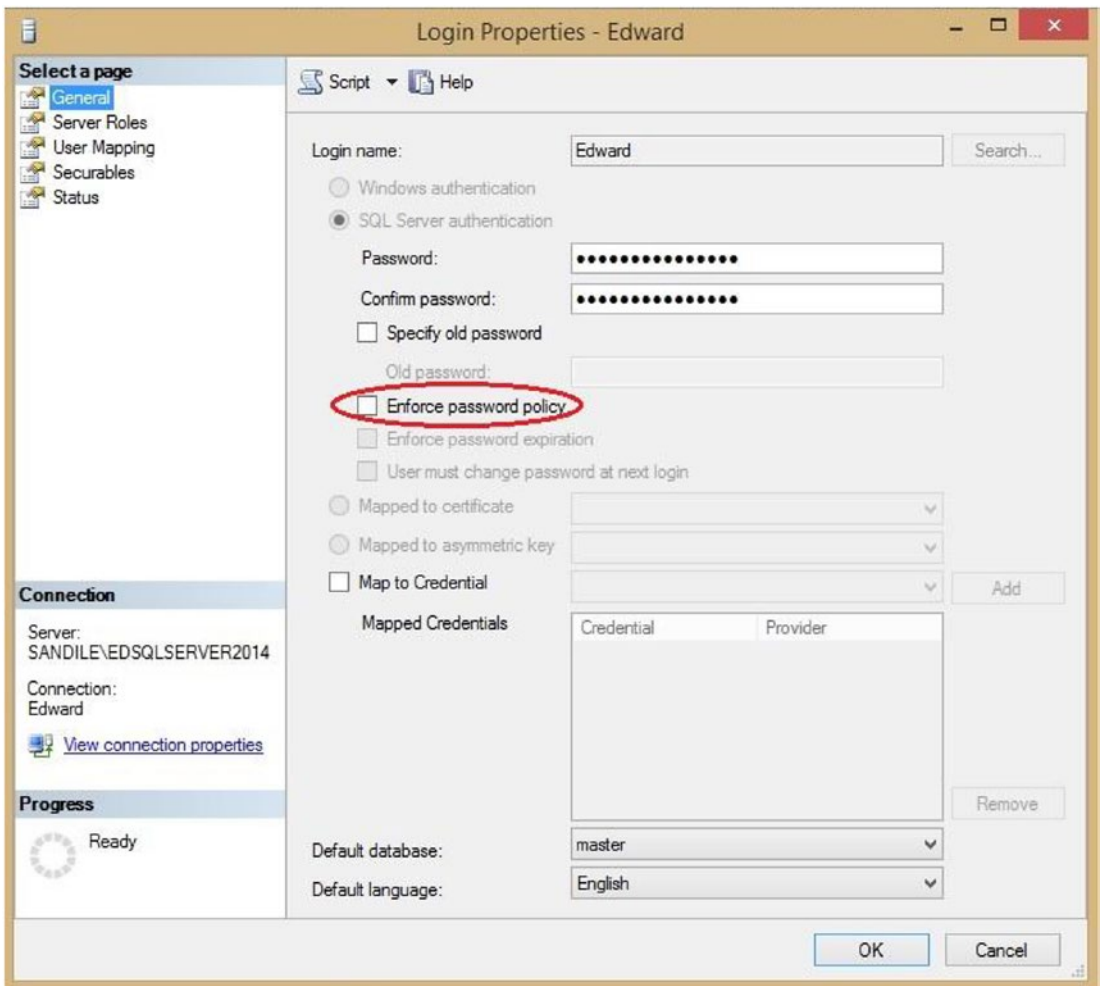 Login Properties - Edward
Select a page
General
Server Roles
User Mapping
Securables
Status
Script
Help
Login name:
Edward
Search...
Windows authentication
SQL Server authentication
Password:
Confirm password:
Specify old password
Old password:
Enforce password policy
Enforce password expiration
User must change password at next login
Mapped to certificate
Mapped to asymmetric key
Map to Credential
Add
Mapped Credentials
Credential
Provider
Remove
Default database:
master
Default language:
English
Connection
Server:
SANDILE\EDSQLSERVER2014
Connection:
Edward
View connection properties
Progress
Ready
OK
Cancel